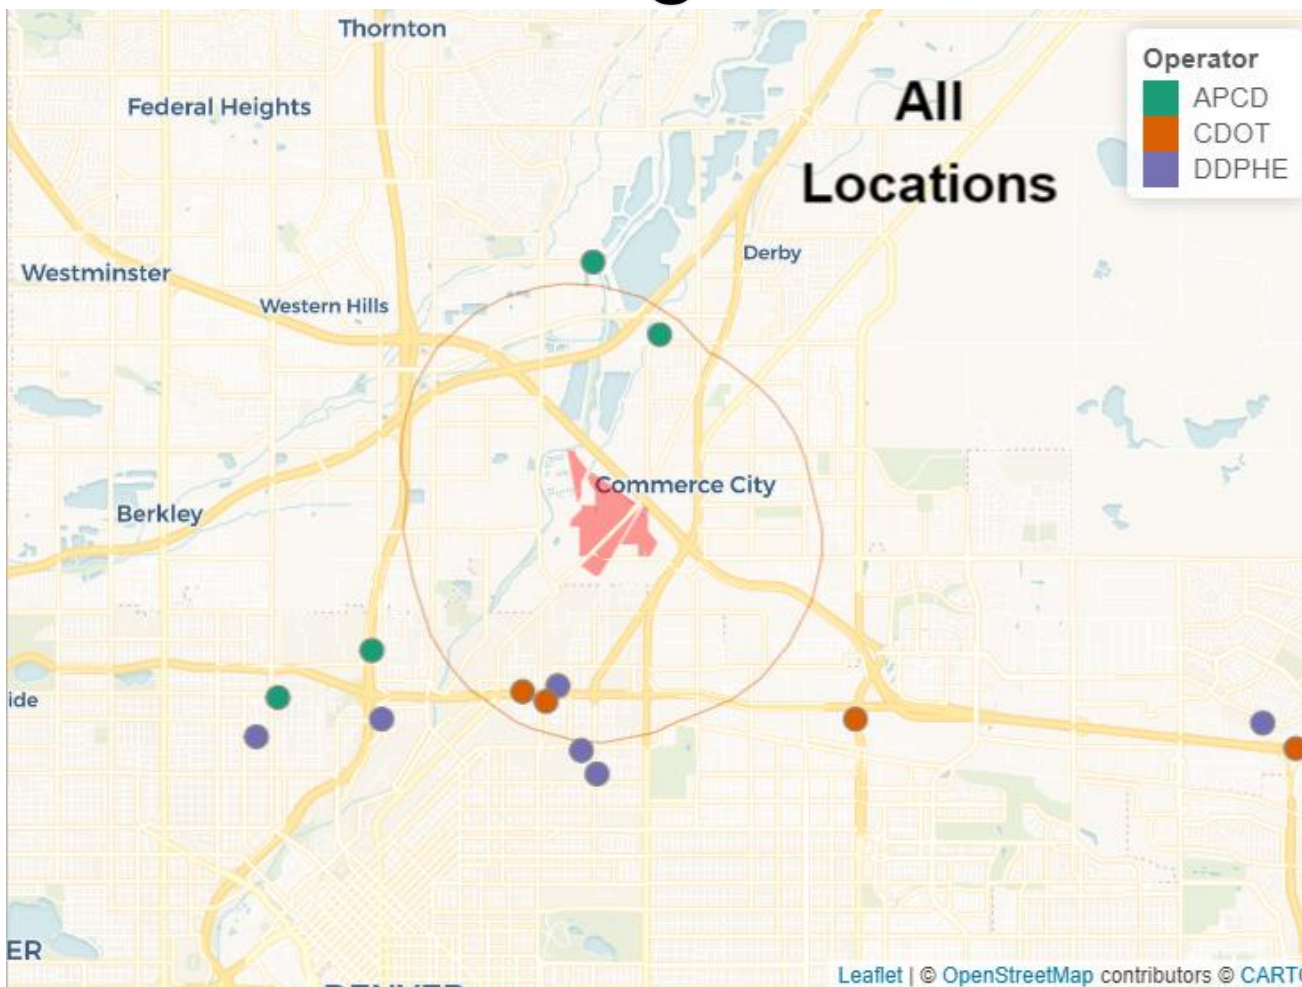 Thornton
Operator
All
Locations
APCD
CDOT
DDPHE
Federal Heights
Westminster
Western Hills
Derby
Commerce City
Berkley
ide
ER
Leaflet | © OpenStreetMap contributors © CART
DENVER